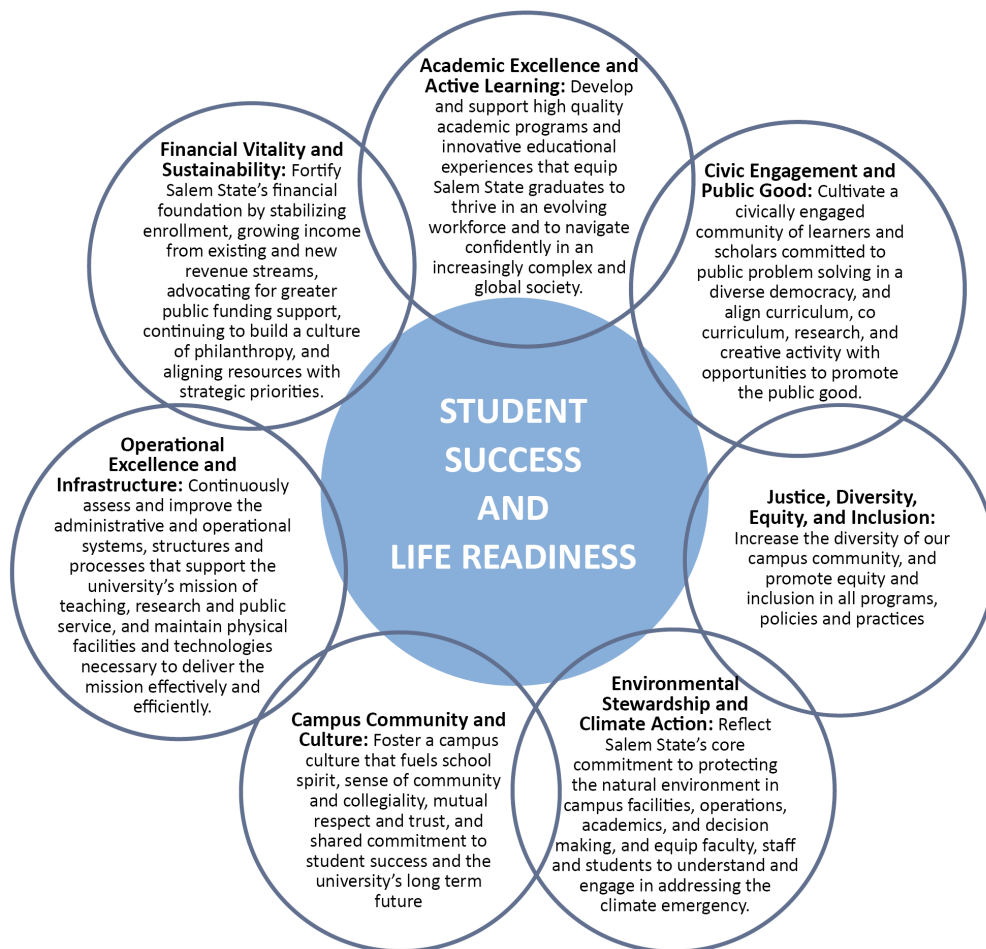 Academic Excellence and
Active Learning: Develop
and support high quality
academic programs and
innovative educational
experiences that equip
Salem State graduates to
thrive in an evolving
workforce and to navigate
confidently in an
increasingly complex and
global society.
Financial Vitality and
Sustainability: Fortify
Salem State’s financial
foundation by stabilizing
enrollment, growing income
from existing and new
revenue streams,
advocating for greater
public funding support,
continuing to build a culture
of philanthropy, and
aligning resources with
strategic priorities.
Civic Engagement and
Public Good: Cultivate a
civically engaged
community of learners and
scholars committed to
public problem solving in a
diverse democracy, and
align curriculum, co
curriculum, research, and
creative activity with
opportunities to promote
the public good.
STUDENT
SUCCESS
AND
LIFE READINESS
Operational
Excellence and
Infrastructure: Continuously
assess and improve the
administrative and operational
systems, structures and
processes that support the
university’s mission of
teaching, research and public
service, and maintain physical
facilities and technologies
necessary to deliver the
mission effectively and
efficiently.
Justice, Diversity,
Equity, and Inclusion:
Increase the diversity of our
campus community, and
promote equity and
inclusion in all programs,
policies and practices
Campus Community and
Culture: Foster a campus
culture that fuels school
spirit, sense of community
and collegiality, mutual
respect and trust, and
shared commitment to
student success and the
university’s long term
future
Environmental
Stewardship and
Climate Action: Reflect
Salem State’s core
commitment to protecting
the natural environment in
campus facilities, operations,
academics, and decision
making, and equip faculty, staff
and students to understand and
engage in addressing the
climate emergency.